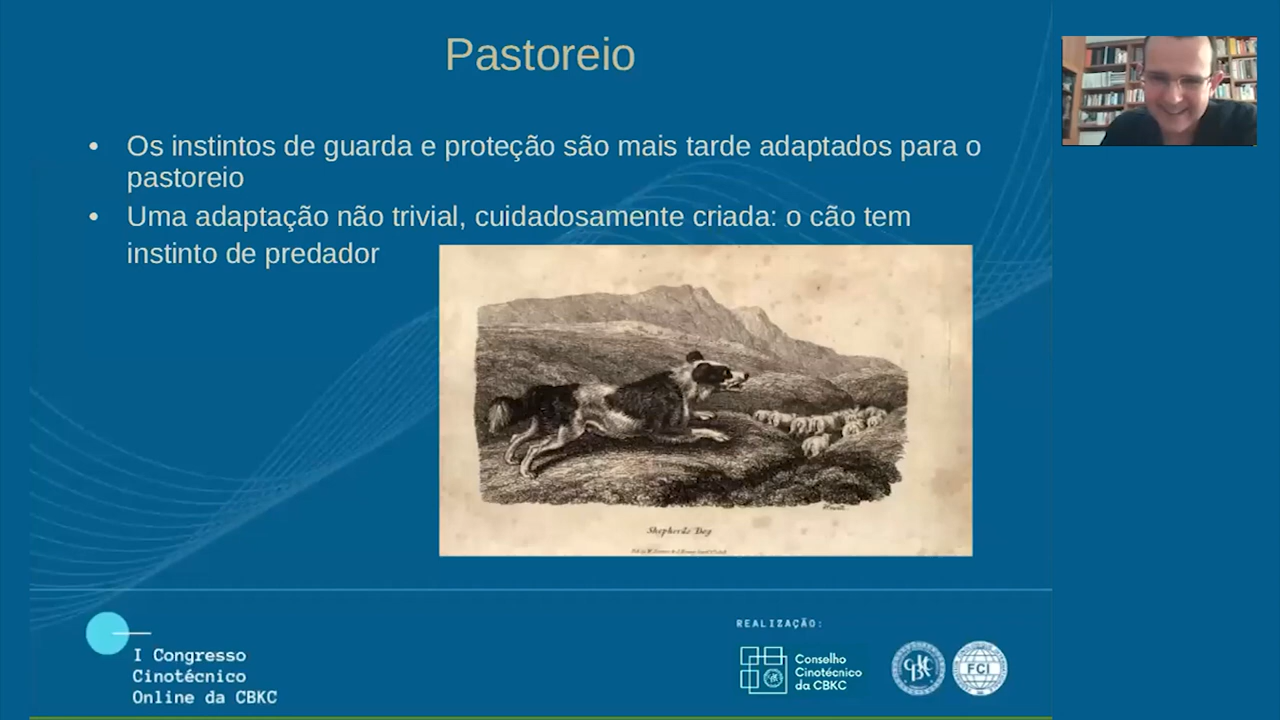 Pastoreio
• Os instintos de guarda e proteção são mais tarde adaptados para o
pastoreio
• Uma adaptação não trivial, cuidadosamente criada: o cão tem
instinto de predador
Shepherds Dog
I Congresso
Cinotécnico
Online da CBKC
REALIZAÇÃO:
Conselho
Cinotécnico
da CBKC
FCI